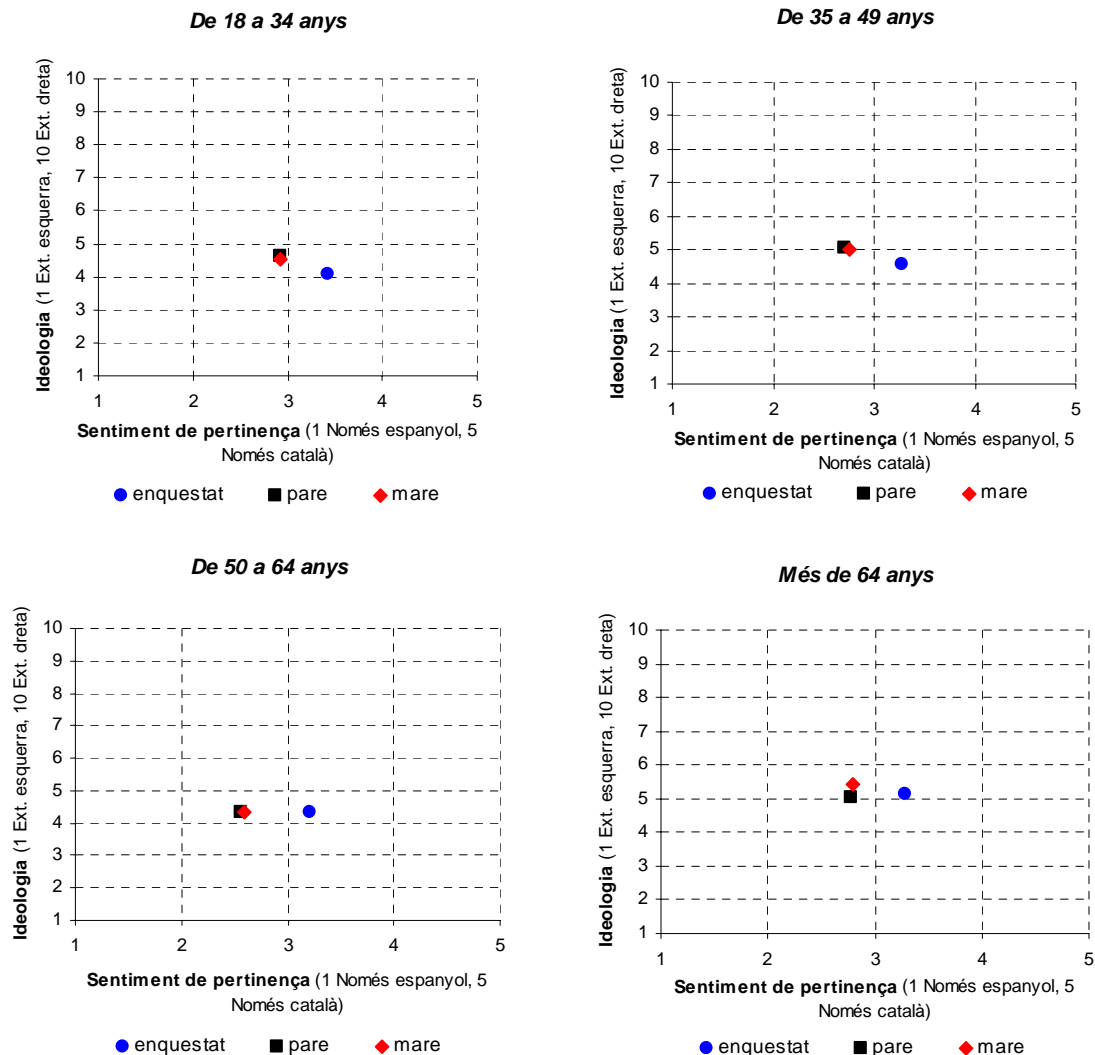 De 18 a 34 anys
Ideologia (1 Ext. esquerra, 10 Ext. dreta)
10
9
8
7
6
5
4
3
2
1
1 2 3 4 5
Sentiment de pertinença (1 Només espanyol, 5
Només català)
enquestat pare mare
De 35 a 49 anys
Ideologia (1 Ext. esquerra, 10 Ext. dreta)
10
9
8
7
6
5
4
3
2
1
1 2 3 4 5
Sentiment de pertinença (1 Només espanyol, 5
Només català)
enquestat pare mare
De 50 a 64 anys
Ideologia (1 Ext. esquerra, 10 Ext. dreta)
10
9
8
7
6
5
4
3
2
1
1 2 3 4 5
Sentiment de pertinença (1 Només espanyol, 5
Només català)
enquestat pare mare
Més de 64 anys
Ideologia (1 Ext. esquerra, 10 Ext. dreta)
10
9
8
7
6
5
4
3
2
1
1 2 3 4 5
Sentiment de pertinença (1 Només espanyol, 5
Només català)
enquestat pare mare